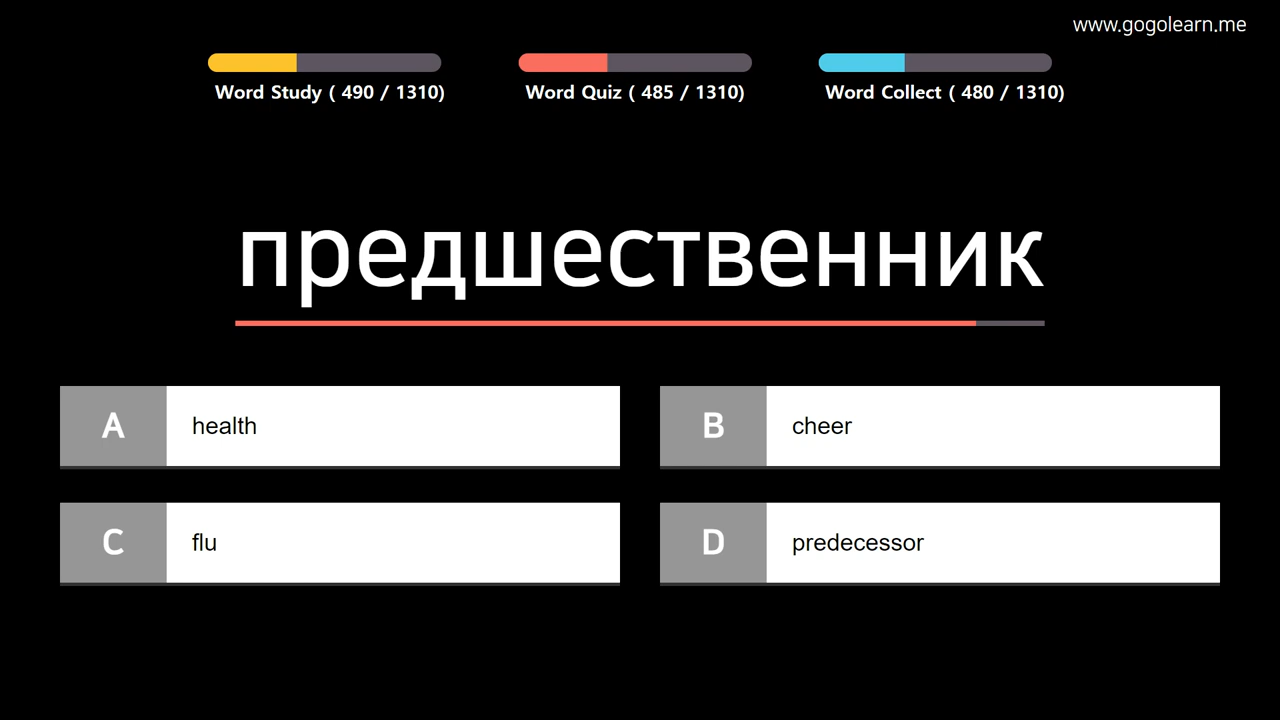 www.gogolearn.me
Word Study ( 490 / 1310)
Word Quiz ( 485 / 1310)
Word Collect ( 480 / 1310)
предшественник
A health
B cheer
C flu
D predecessor